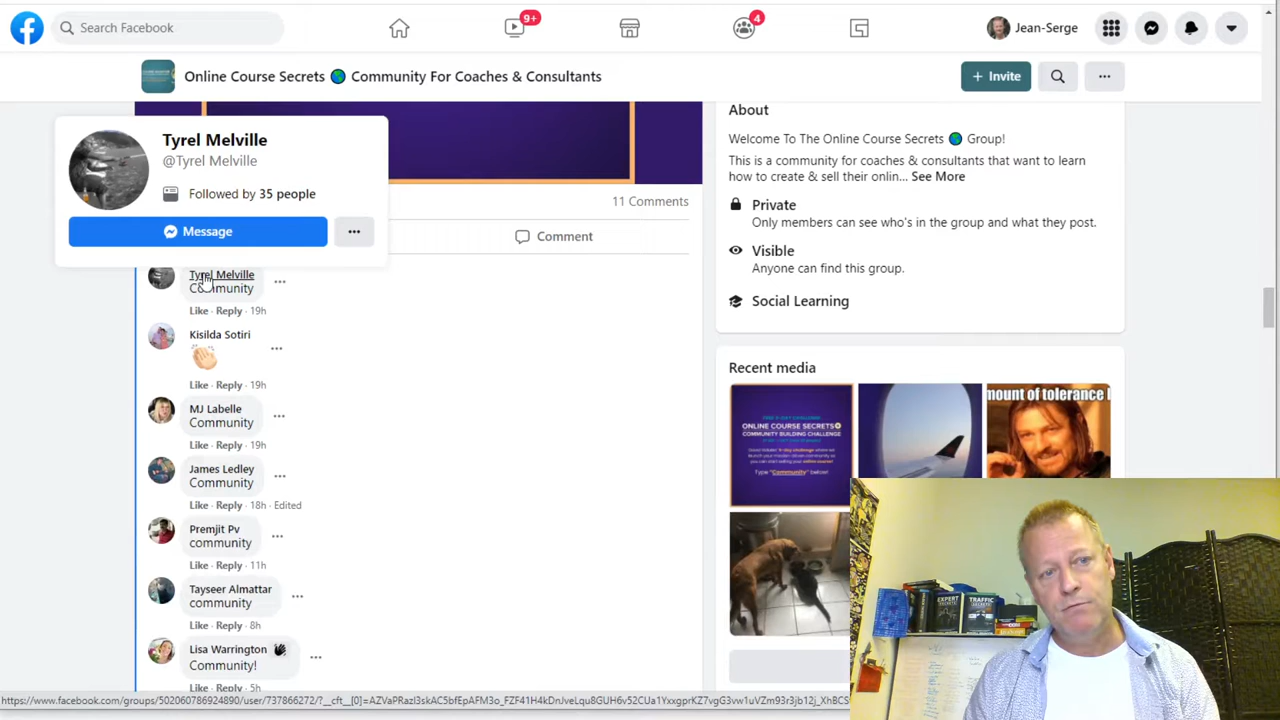 Search Facebook
9+
4
Jean-Serge
Online Course Secrets 🌎 Community For Coaches & Consultants
+ Invite
Tyrel Melville
@Tyrel Melville
Followed by 35 people
Message
11 Comments
Comment
Tyrel Melville
Community
Like · Reply · 19h
Kisilda Sotiri
👏🏻
Like · Reply · 19h
MJ Labelle
Community
Like · Reply · 19h
James Ledley
Community
Like · Reply · 18h · Edited
Premjit Pv
community
Like · Reply · 11h
Tayseer Almattar
community
Like · Reply · 8h
Lisa Warrington
Community!
Like · Reply · 5h
About
Welcome To The Online Course Secrets 🌎 Group!
This is a community for coaches & consultants that want to learn
how to create & sell their onlin... See More
Private
Only members can see who's in the group and what they post.
Visible
Anyone can find this group.
Social Learning
Recent media
ONLINE COURSE SECRETS
COMMUNITY BUILDING CHALLENGE
Type "Community" below!
mount of tolerance I
EXPERT
SECRETS
TRAFFIC
SECRETS